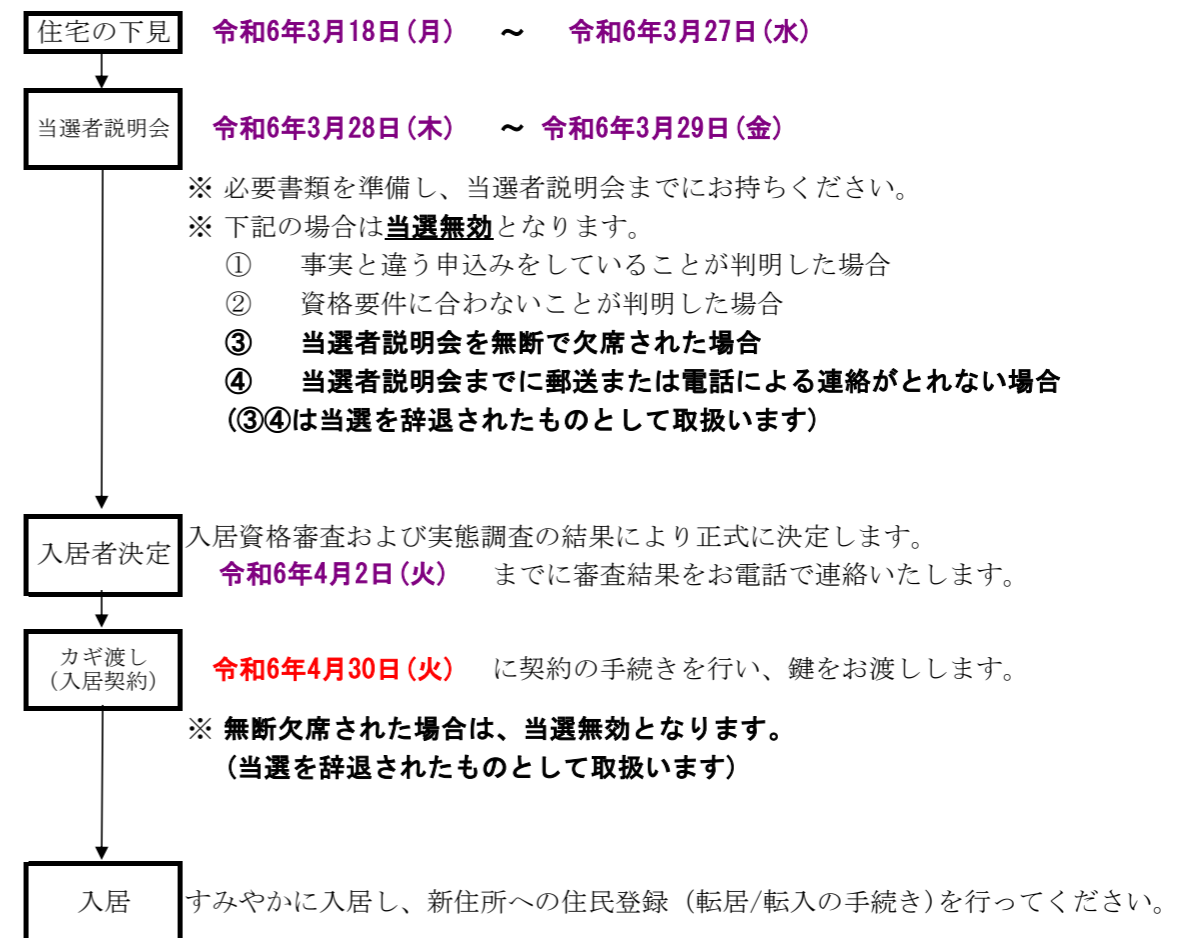 住宅の下見 令和6年3月18日(月) ～ 令和6年3月27日(水)
当選者説明会 令和6年3月28日(木) ～ 令和6年3月29日(金)
※ 必要書類を準備し、当選者説明会までにお持ちください。
※ 下記の場合は当選無効となります。
① 事実と違う申込みをしていることが判明した場合
② 資格要件に合わないことが判明した場合
③ 当選者説明会を無断で欠席された場合
④ 当選者説明会までに郵送または電話による連絡がとれない場合
(③④は当選を辞退されたものとして取扱います)
入居者決定 入居資格審査および実態調査の結果により正式に決定します。
令和6年4月2日(火) までに審査結果をお電話で連絡いたします。
カギ渡し
(入居契約) 令和6年4月30日(火) に契約の手続きを行い、鍵をお渡しします。
※ 無断欠席された場合は、当選無効となります。
(当選を辞退されたものとして取扱います)
入居 すみやかに入居し、新住所への住民登録（転居/転入の手続き)を行ってください。